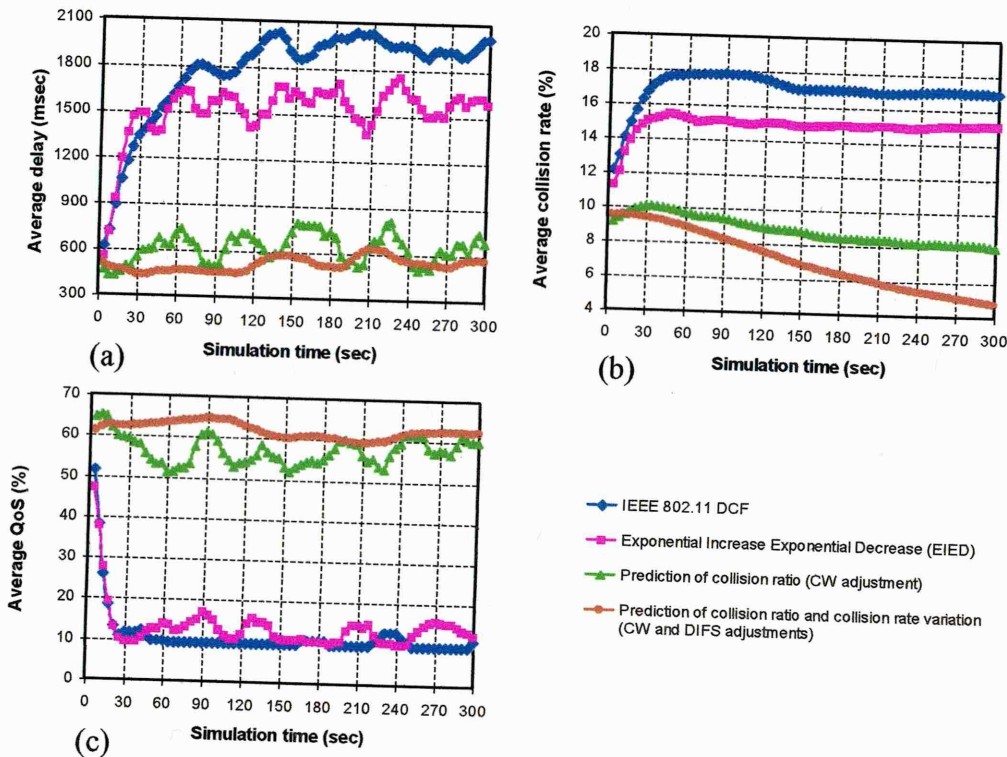 2100
1800
1500
1200
900
600
300
Average delay (msec)
0 30 60 90 120 150 180 210 240 270 300
Simulation time (sec)
(a)
20
18
16
14
12
10
8
6
4
Average collision rate (%)
0 30 60 90 120 150 180 210 240 270 300
Simulation time (sec)
(b)
70
60
50
40
30
20
10
0
Average QoS (%)
0 30 60 90 120 150 180 210 240 270 300
Simulation time (sec)
(c)
IEEE 802.11 DCF
Exponential Increase Exponential Decrease (EIED)
Prediction of collision ratio (CW adjustment)
Prediction of collision ratio and collision rate variation
(CW and DIFS adjustments)